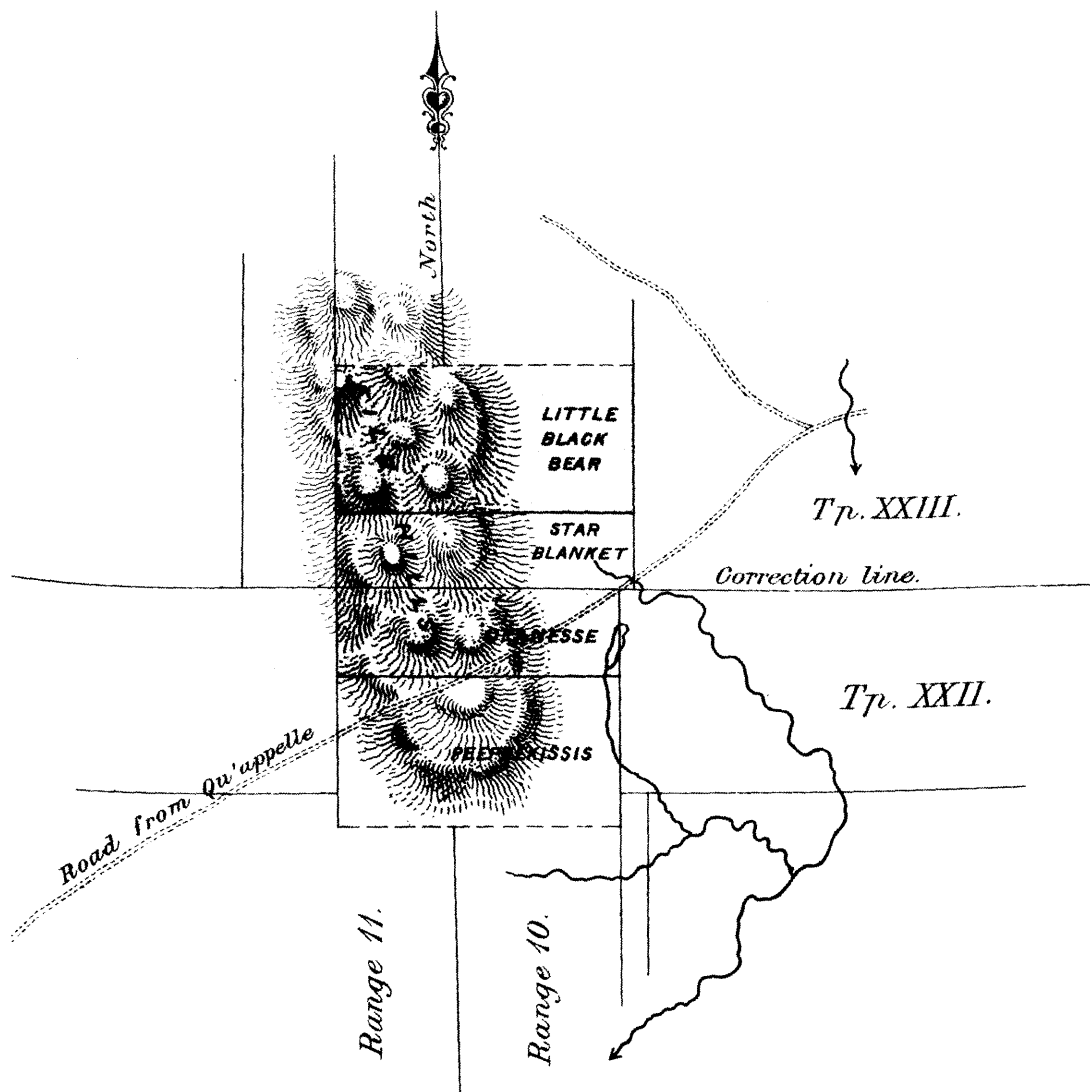 North
LITTLE
BLACK
BEAR
Tp. XXIII.
STAR
BLANKET
Correction line.
Tp. XXII.
Road from Qu'appelle
Range 11.
Range 10.